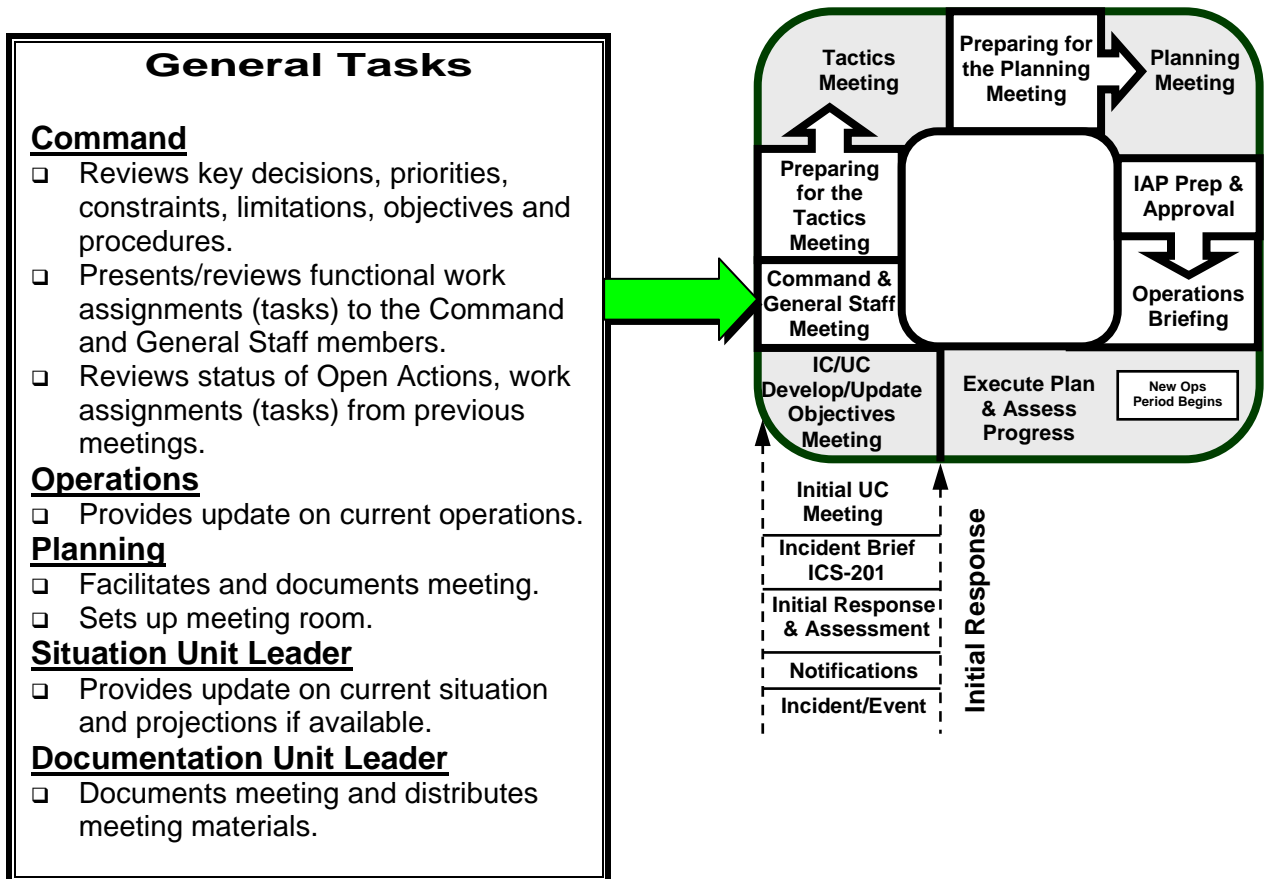 General Tasks
Command
❑ Reviews key decisions, priorities,
constraints, limitations, objectives and
procedures.
❑ Presents/reviews functional work
assignments (tasks) to the Command
and General Staff members.
❑ Reviews status of Open Actions, work
assignments (tasks) from previous
meetings.
Operations
❑ Provides update on current operations.
Planning
❑ Facilitates and documents meeting.
❑ Sets up meeting room.
Situation Unit Leader
❑ Provides update on current situation
and projections if available.
Documentation Unit Leader
❑ Documents meeting and distributes
meeting materials.
Tactics
Meeting
Preparing for
the Planning
Meeting
Planning
Meeting
Preparing
for the
Tactics
Meeting
IAP Prep &
Approval
Command &
General Staff
Meeting
Operations
Briefing
IC/UC
Develop/Update
Objectives
Meeting
Execute Plan
& Assess
Progress
New Ops
Period Begins
Initial UC
Meeting
Incident Brief
ICS-201
Initial Response
& Assessment
Notifications
Incident/Event
Initial Response